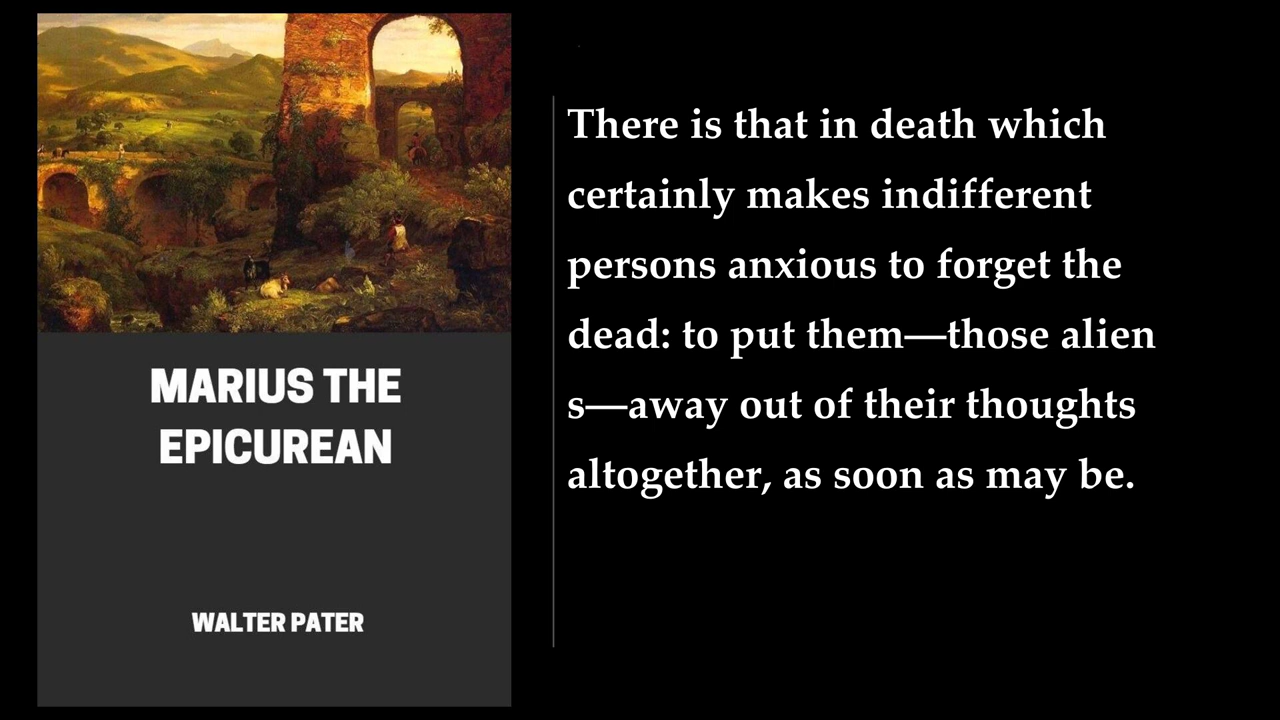 MARIUS THE
EPICUREAN
WALTER PATER
There is that in death which
certainly makes indifferent
persons anxious to forget the
dead: to put them—those alien
s—away out of their thoughts
altogether, as soon as may be.